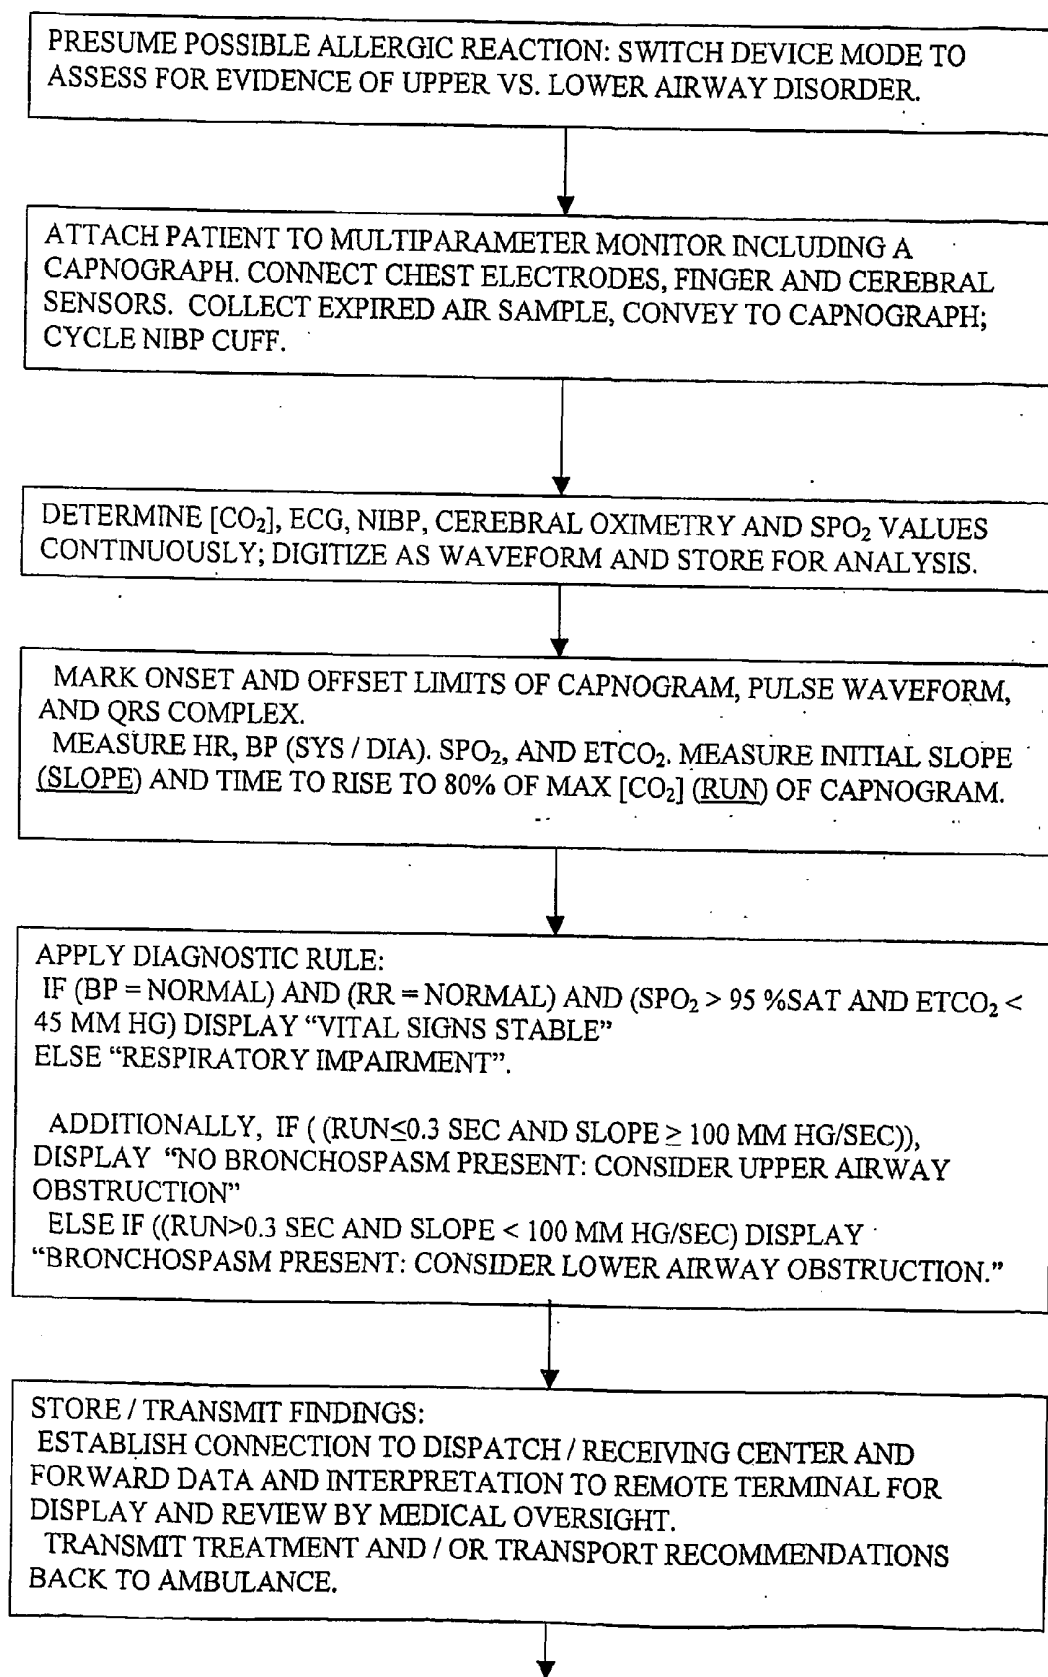 PRESUME POSSIBLE ALLERGIC REACTION: SWITCH DEVICE MODE TO
ASSESS FOR EVIDENCE OF UPPER VS. LOWER AIRWAY DISORDER.
ATTACH PATIENT TO MULTIPARAMETER MONITOR INCLUDING A
CAPNOGRAPH. CONNECT CHEST ELECTRODES, FINGER AND CEREBRAL
SENSORS. COLLECT EXPIRED AIR SAMPLE, CONVEY TO CAPNOGRAPH;
CYCLE NIBP CUFF.
DETERMINE [CO₂], ECG, NIBP, CEREBRAL OXIMETRY AND SPO₂ VALUES
CONTINUOUSLY; DIGITIZE AS WAVEFORM AND STORE FOR ANALYSIS.
MARK ONSET AND OFFSET LIMITS OF CAPNOGRAM, PULSE WAVEFORM,
AND QRS COMPLEX.
MEASURE HR, BP (SYS / DIA). SPO₂, AND ETCO₂. MEASURE INITIAL SLOPE
(SLOPE) AND TIME TO RISE TO 80% OF MAX [CO₂] (RUN) OF CAPNOGRAM.
APPLY DIAGNOSTIC RULE:
IF (BP = NORMAL) AND (RR = NORMAL) AND (SPO₂ > 95 %SAT AND ETCO₂ <
45 MM HG) DISPLAY “VITAL SIGNS STABLE”
ELSE “RESPIRATORY IMPAIRMENT”.
ADDITIONALLY, IF ( (RUN≤0.3 SEC AND SLOPE ≥ 100 MM HG/SEC)),
DISPLAY “NO BRONCHOSPASM PRESENT: CONSIDER UPPER AIRWAY
OBSTRUCTION”
ELSE IF ((RUN>0.3 SEC AND SLOPE < 100 MM HG/SEC) DISPLAY
“BRONCHOSPASM PRESENT: CONSIDER LOWER AIRWAY OBSTRUCTION.”
STORE / TRANSMIT FINDINGS:
ESTABLISH CONNECTION TO DISPATCH / RECEIVING CENTER AND
FORWARD DATA AND INTERPRETATION TO REMOTE TERMINAL FOR
DISPLAY AND REVIEW BY MEDICAL OVERSIGHT.
TRANSMIT TREATMENT AND / OR TRANSPORT RECOMMENDATIONS
BACK TO AMBULANCE.